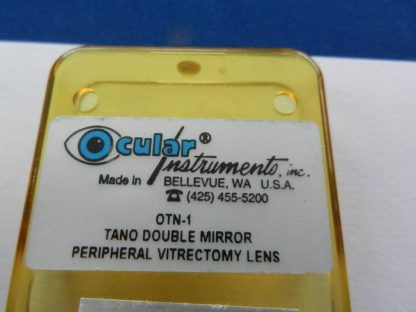 Ocular®
Instruments, inc.
Made in BELLEVUE, WA U.S.A.
☎ (425) 455-5200
OTN-1
TANO DOUBLE MIRROR
PERIPHERAL VITRECTOMY LENS